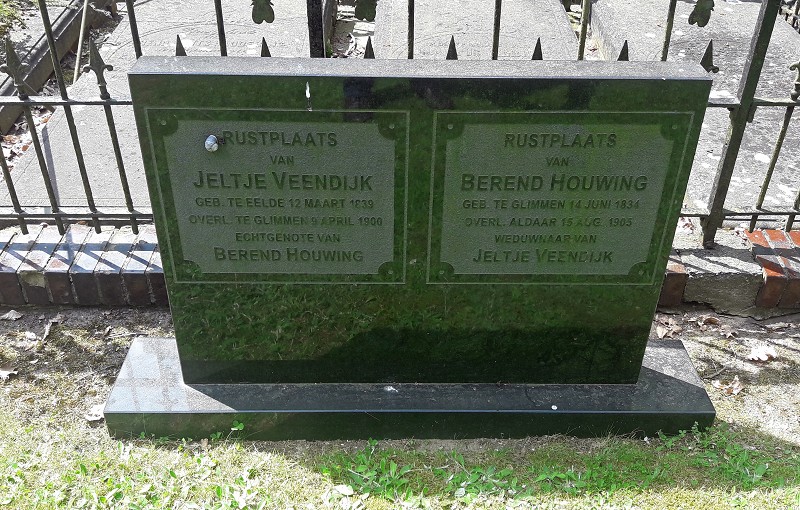 RUSTPLAATS
VAN
JELTJE VEENDIJK
GEB. TE EELDE 12 MAART 1839
OVERL. TE GLIMMEN 9 APRIL 1900
ECHTGENOTE VAN
BEREND HOUWING
RUSTPLAATS
VAN
BEREND HOUWING
GEB. TE GLIMMEN 14 JUNI 1834
OVERL. ALDAAR 15 AUG. 1905
WEDUWNAAR VAN
JELTJE VEENDIJK